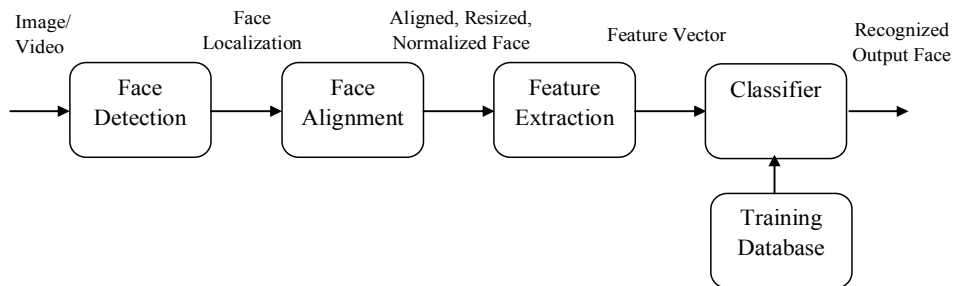 Image/
Video
Face
Detection
Face
Localization
Face
Alignment
Aligned, Resized,
Normalized Face
Feature
Extraction
Feature Vector
Classifier
Recognized
Output Face
Training
Database